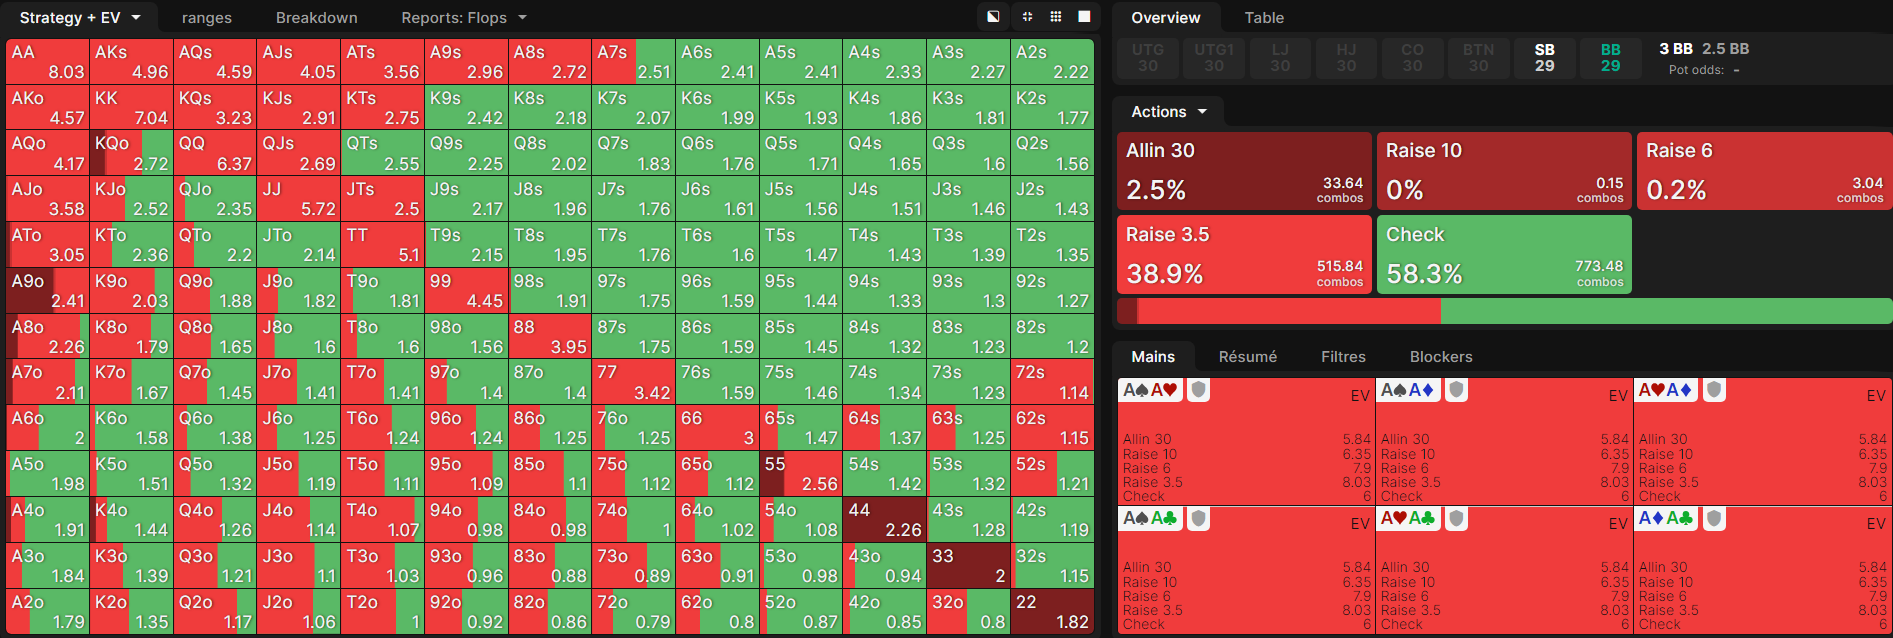 Strategy + EV ranges Breakdown Reports: Flops
AA AKs AQs AJs ATs A9s A8s A7s A6s A5s A4s A3s A2s
8.03 4.96 4.59 4.05 3.56 2.96 2.72 2.51 2.41 2.41 2.33 2.27 2.22
AKo KK KQs KJs KTs K9s K8s K7s K6s K5s K4s K3s K2s
4.57 7.04 3.23 2.91 2.75 2.42 2.18 2.07 1.99 1.93 1.86 1.81 1.77
AQo KQo QQ QJs QTs Q9s Q8s Q7s Q6s Q5s Q4s Q3s Q2s
4.17 2.72 6.37 2.69 2.55 2.25 2.02 1.83 1.76 1.71 1.65 1.6 1.56
AJo KJo QJo JJ JTs J9s J8s J7s J6s J5s J4s J3s J2s
3.58 2.52 2.35 5.72 2.5 2.17 1.96 1.76 1.61 1.56 1.51 1.46 1.43
ATo KTo QTo JTo TT T9s T8s T7s T6s T5s T4s T3s T2s
3.05 2.36 2.2 2.14 5.1 2.15 1.95 1.76 1.6 1.47 1.43 1.39 1.35
A9o K9o Q9o J9o T9o 99 98s 97s 96s 95s 94s 93s 92s
2.41 2.03 1.88 1.82 1.81 4.45 1.91 1.75 1.59 1.44 1.33 1.3 1.27
A8o K8o Q8o J8o T8o 98o 88 87s 86s 85s 84s 83s 82s
2.26 1.79 1.65 1.6 1.6 1.56 3.95 1.75 1.59 1.45 1.32 1.23 1.2
A7o K7o Q7o J7o T7o 97o 87o 77 76s 75s 74s 73s 72s
2.11 1.67 1.45 1.41 1.41 1.4 1.4 3.42 1.59 1.46 1.34 1.23 1.14
A6o K6o Q6o J6o T6o 96o 86o 76o 66 65s 64s 63s 62s
2 1.58 1.38 1.25 1.24 1.24 1.25 1.25 3 1.47 1.37 1.25 1.15
A5o K5o Q5o J5o T5o 95o 85o 75o 65o 55 54s 53s 52s
1.98 1.51 1.32 1.19 1.11 1.09 1.1 1.12 1.12 2.56 1.42 1.32 1.21
A4o K4o Q4o J4o T4o 94o 84o 74o 64o 54o 44 43s 42s
1.91 1.44 1.26 1.14 1.07 0.98 0.98 1 1.02 1.08 2.26 1.28 1.19
A3o K3o Q3o J3o T3o 93o 83o 73o 63o 53o 43o 33 32s
1.84 1.39 1.21 1.1 1.03 0.96 0.88 0.89 0.91 0.98 0.94 2 1.15
A2o K2o Q2o J2o T2o 92o 82o 72o 62o 52o 42o 32o 22
1.79 1.35 1.17 1.06 1 0.92 0.86 0.79 0.8 0.87 0.85 0.8 1.82
Overview Table
UTG UTG1 LJ HJ CO BTN SB BB 3 BB 2.5 BB
30 30 30 30 30 30 29 29 Pot odds: -
Actions
Allin 30 Raise 10 Raise 6
2.5% 33.64 combos 0% 0.15 combos 0.2% 3.04 combos
Raise 3.5 Check
38.9% 515.84 combos 58.3% 773.48 combos
Mains Résumé Filtres Blockers
A♠A♥ EV A♠A♦ EV A♥A♦ EV
Allin 30 5.84 Allin 30 5.84 Allin 30 5.84
Raise 10 6.35 Raise 10 6.35 Raise 10 6.35
Raise 6 7.9 Raise 6 7.9 Raise 6 7.9
Raise 3.5 8.03 Raise 3.5 8.03 Raise 3.5 8.03
Check 6 Check 6 Check 6
A♠A♣ EV A♥A♣ EV A♦A♣ EV
Allin 30 5.84 Allin 30 5.84 Allin 30 5.84
Raise 10 6.35 Raise 10 6.35 Raise 10 6.35
Raise 6 7.9 Raise 6 7.9 Raise 6 7.9
Raise 3.5 8.03 Raise 3.5 8.03 Raise 3.5 8.03
Check 6 Check 6 Check 6